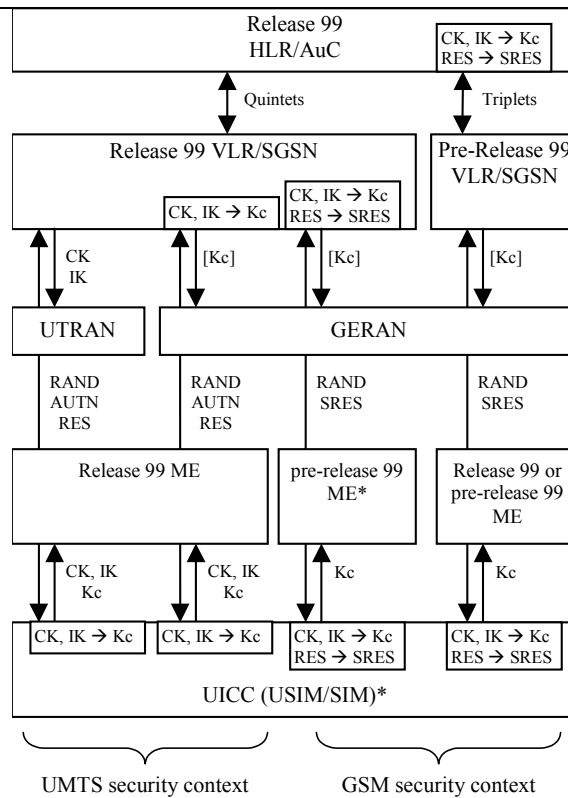 Release 99
HLR/AuC
CK, IK → Kc
RES → SRES
Quintets
Triplets
Release 99 VLR/SGSN
Pre-Release 99
VLR/SGSN
CK, IK → Kc
CK, IK → Kc
RES → SRES
CK
IK
[Kc]
[Kc]
[Kc]
UTRAN
GERAN
RAND
AUTN
RES
RAND
AUTN
RES
RAND
SRES
RAND
SRES
Release 99 ME
pre-release 99
ME*
Release 99 or
pre-release 99
ME
CK, IK
Kc
CK, IK
Kc
Kc
Kc
CK, IK → Kc
CK, IK → Kc
CK, IK → Kc
RES → SRES
CK, IK → Kc
RES → SRES
UICC (USIM/SIM)*
UMTS security context
GSM security context